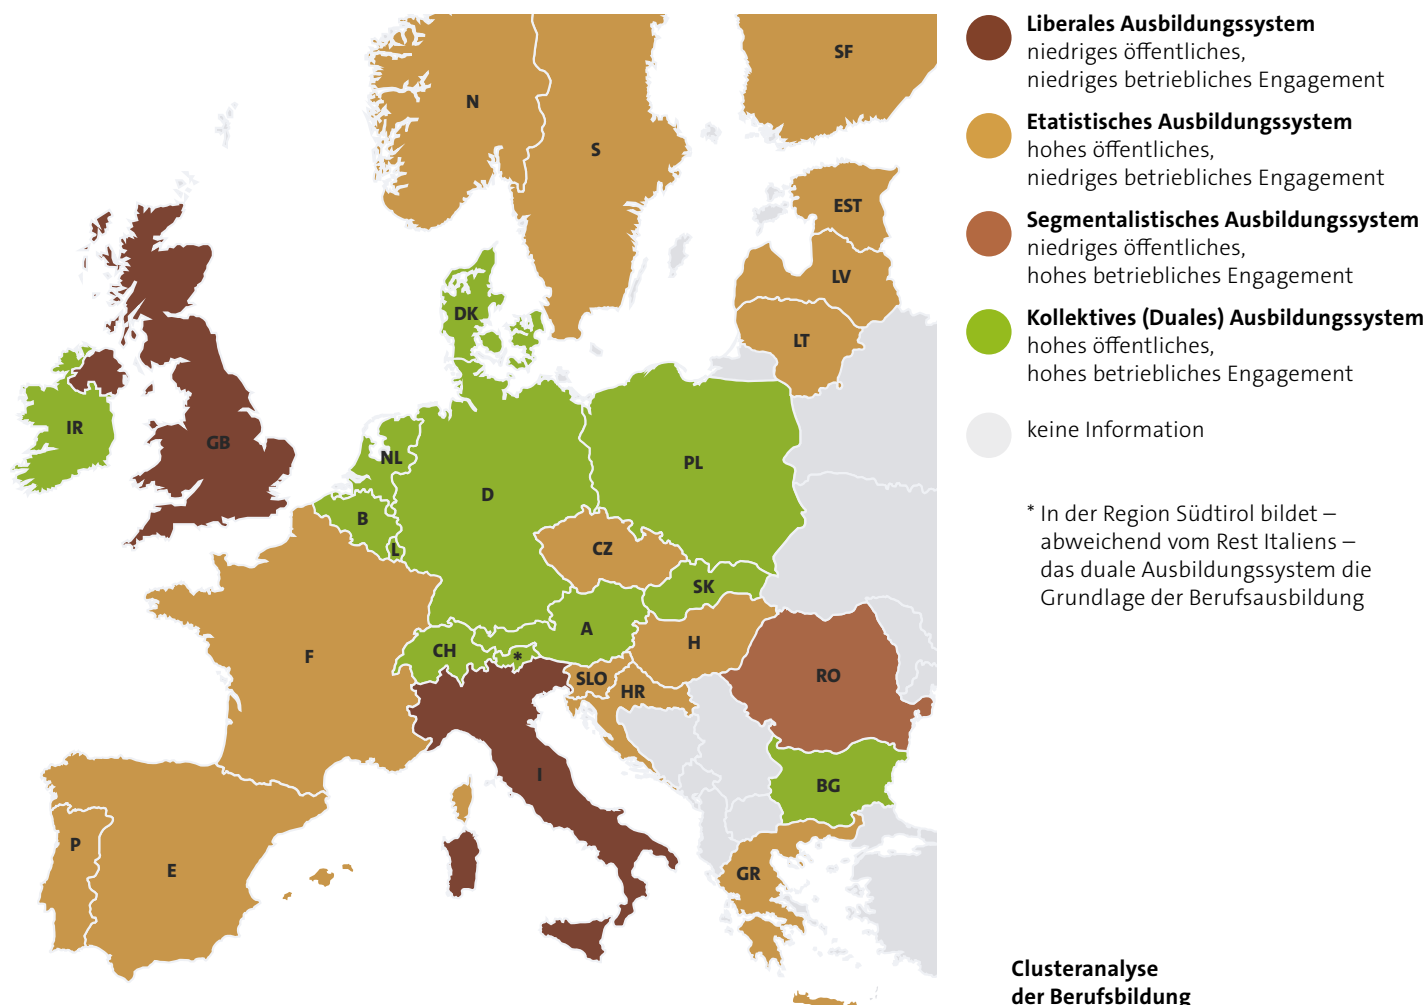 SF
N
S
EST
LV
DK
LT
IR
GB
NL
PL
D
B
L
CZ
SK
A
CH
*
H
F
SLO
HR
RO
I
BG
P
E
GR
Liberales Ausbildungssystem
niedriges öffentliches,
niedriges betriebliches Engagement
Etatistisches Ausbildungssystem
hohes öffentliches,
niedriges betriebliches Engagement
Segmentalistisches Ausbildungssystem
niedriges öffentliches,
hohes betriebliches Engagement
Kollektives (Duales) Ausbildungssystem
hohes öffentliches,
hohes betriebliches Engagement
keine Information
* In der Region Südtirol bildet –
abweichend vom Rest Italiens –
das duale Ausbildungssystem die
Grundlage der Berufsausbildung
Clusteranalyse
der Berufsbildung